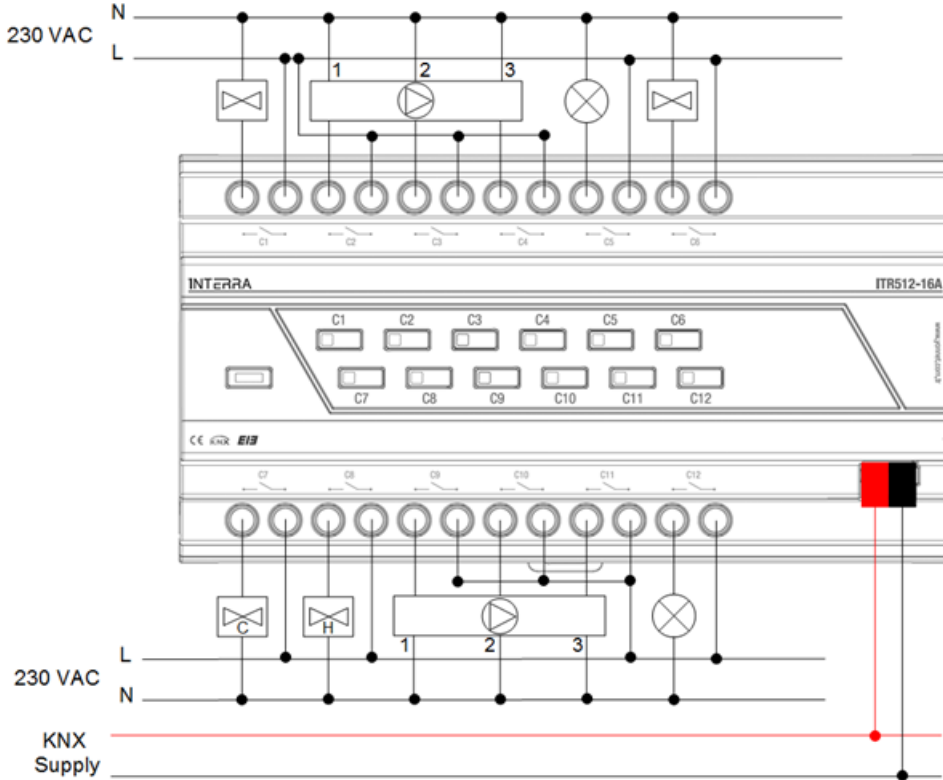 N
230 VAC
L
1 2 3
C1 C2 C3 C4 C5 C6
INTERRA ITR512-16A
C1 C2 C3 C4 C5 C6
C7 C8 C9 C10 C11 C12
CE KNX EIB
C7 C8 C9 C10 C11 C12
C H
1 2 3
L
230 VAC
N
KNX
Supply